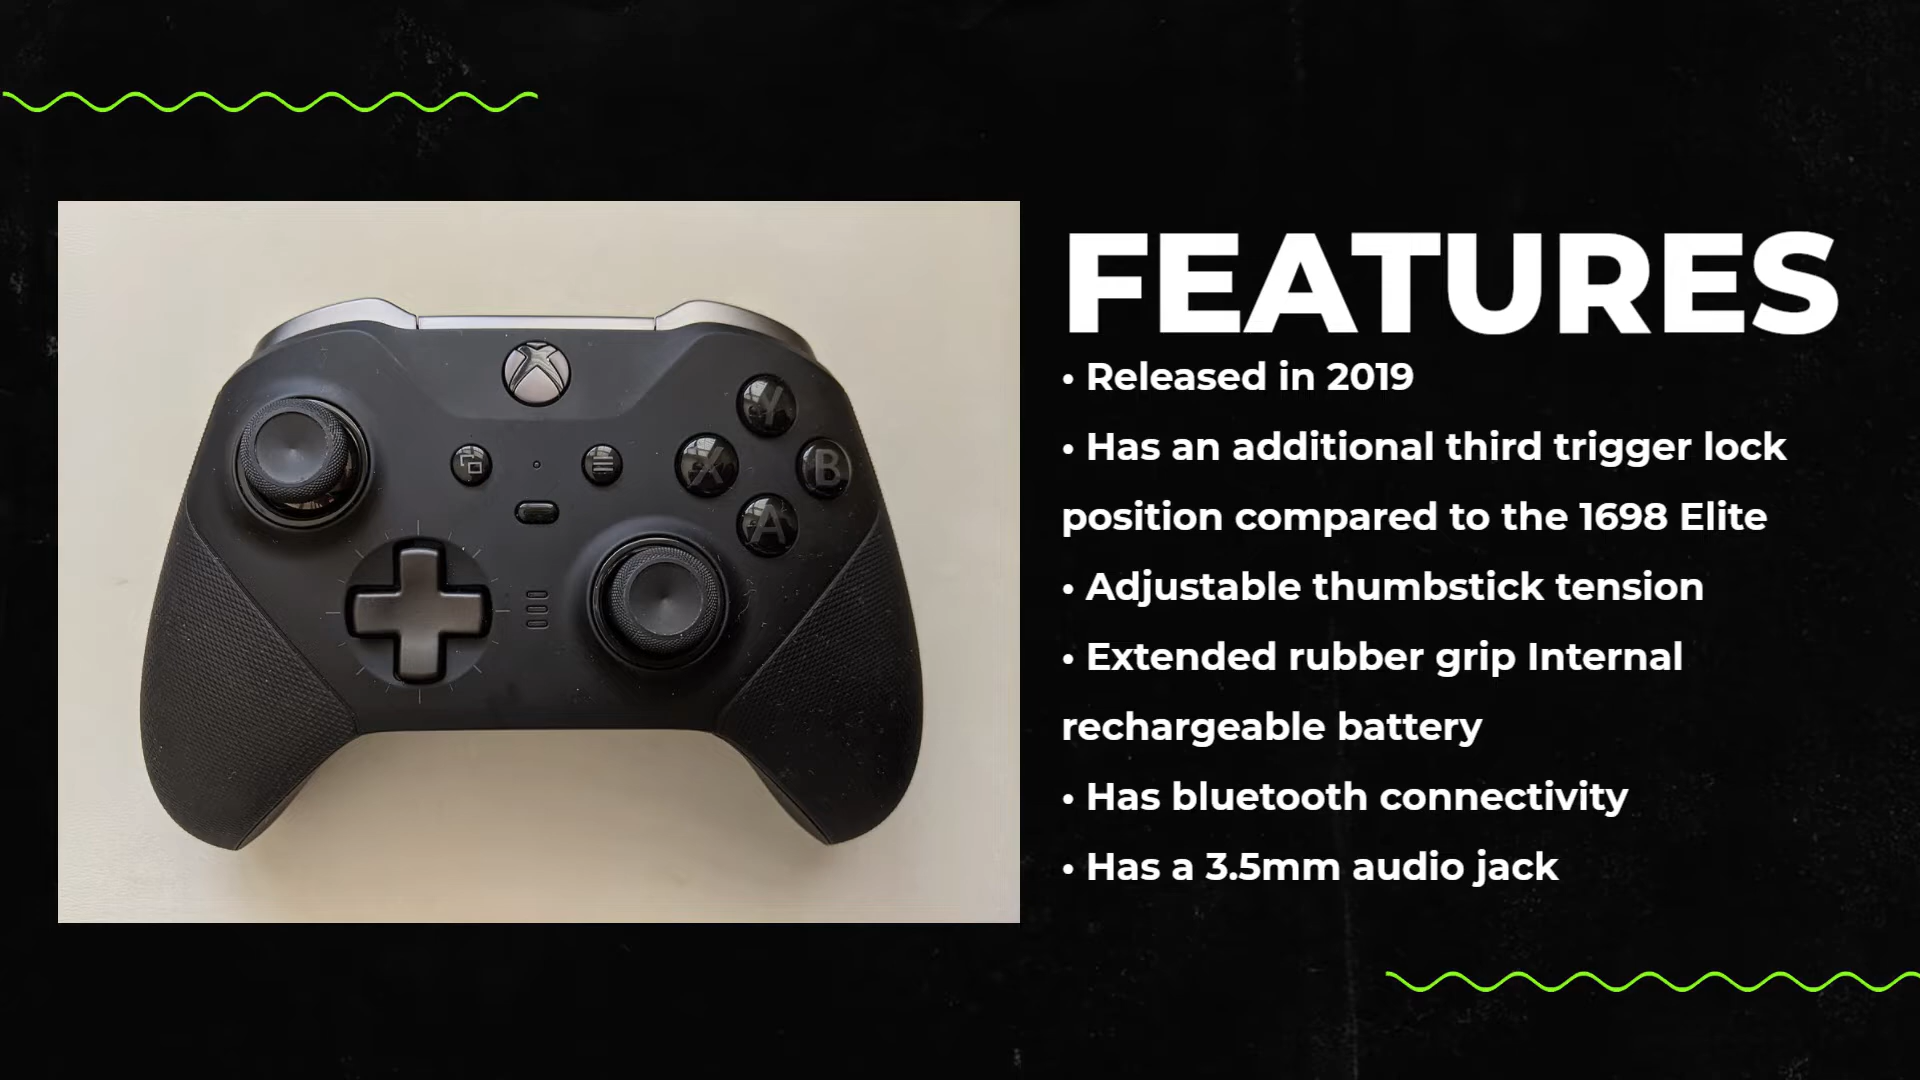 FEATURES
• Released in 2019
• Has an additional third trigger lock
position compared to the 1698 Elite
• Adjustable thumbstick tension
• Extended rubber grip Internal
rechargeable battery
• Has bluetooth connectivity
• Has a 3.5mm audio jack
Y
X
B
A